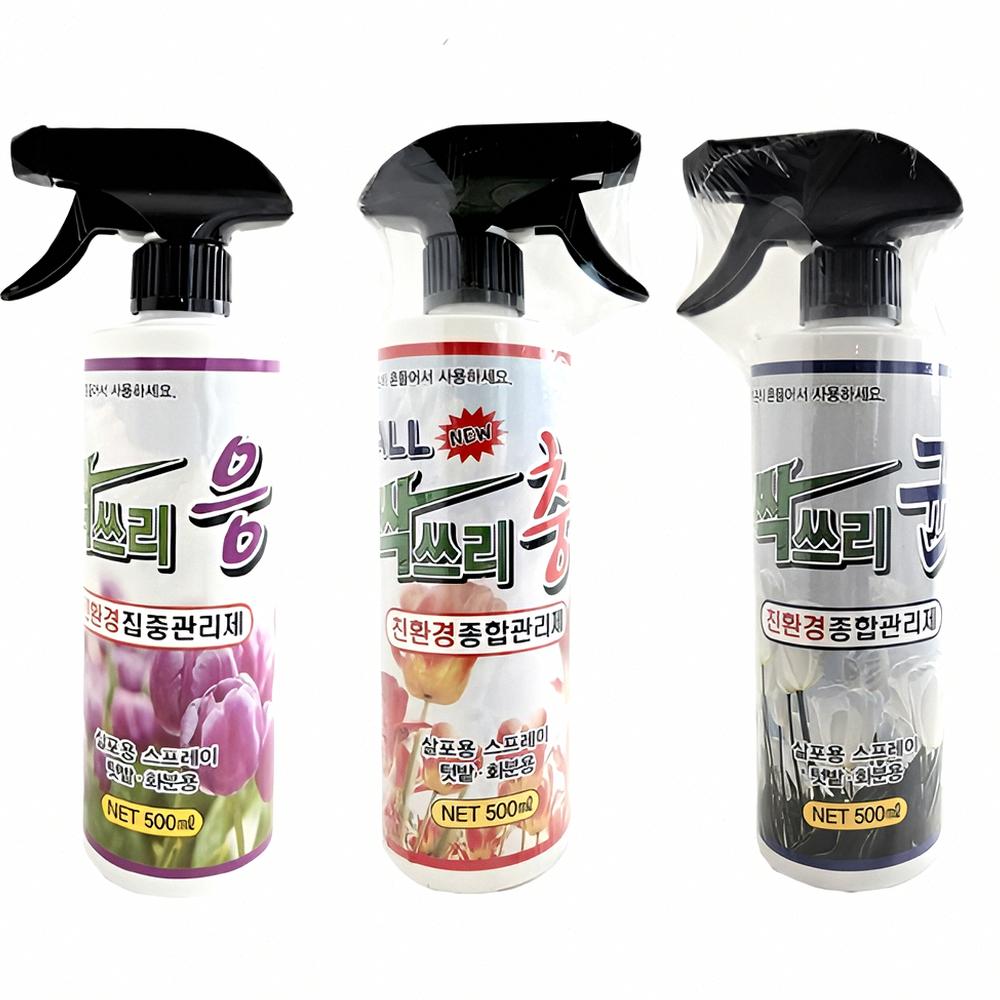 사용하세요.
쓰리
응
친환경집중관리제
살포용 스프레이
텃밭·화분용
NET 500㎖
흔들어서 사용하세요.
ALL
NEW
싹쓰리
충
친환경종합관리제
살포용 스프레이
텃밭·화분용
NET 500㎖
흔들어서 사용하세요.
싹쓰리
균
친환경종합관리제
살포용 스프레이
텃밭·화분용
NET 500㎖